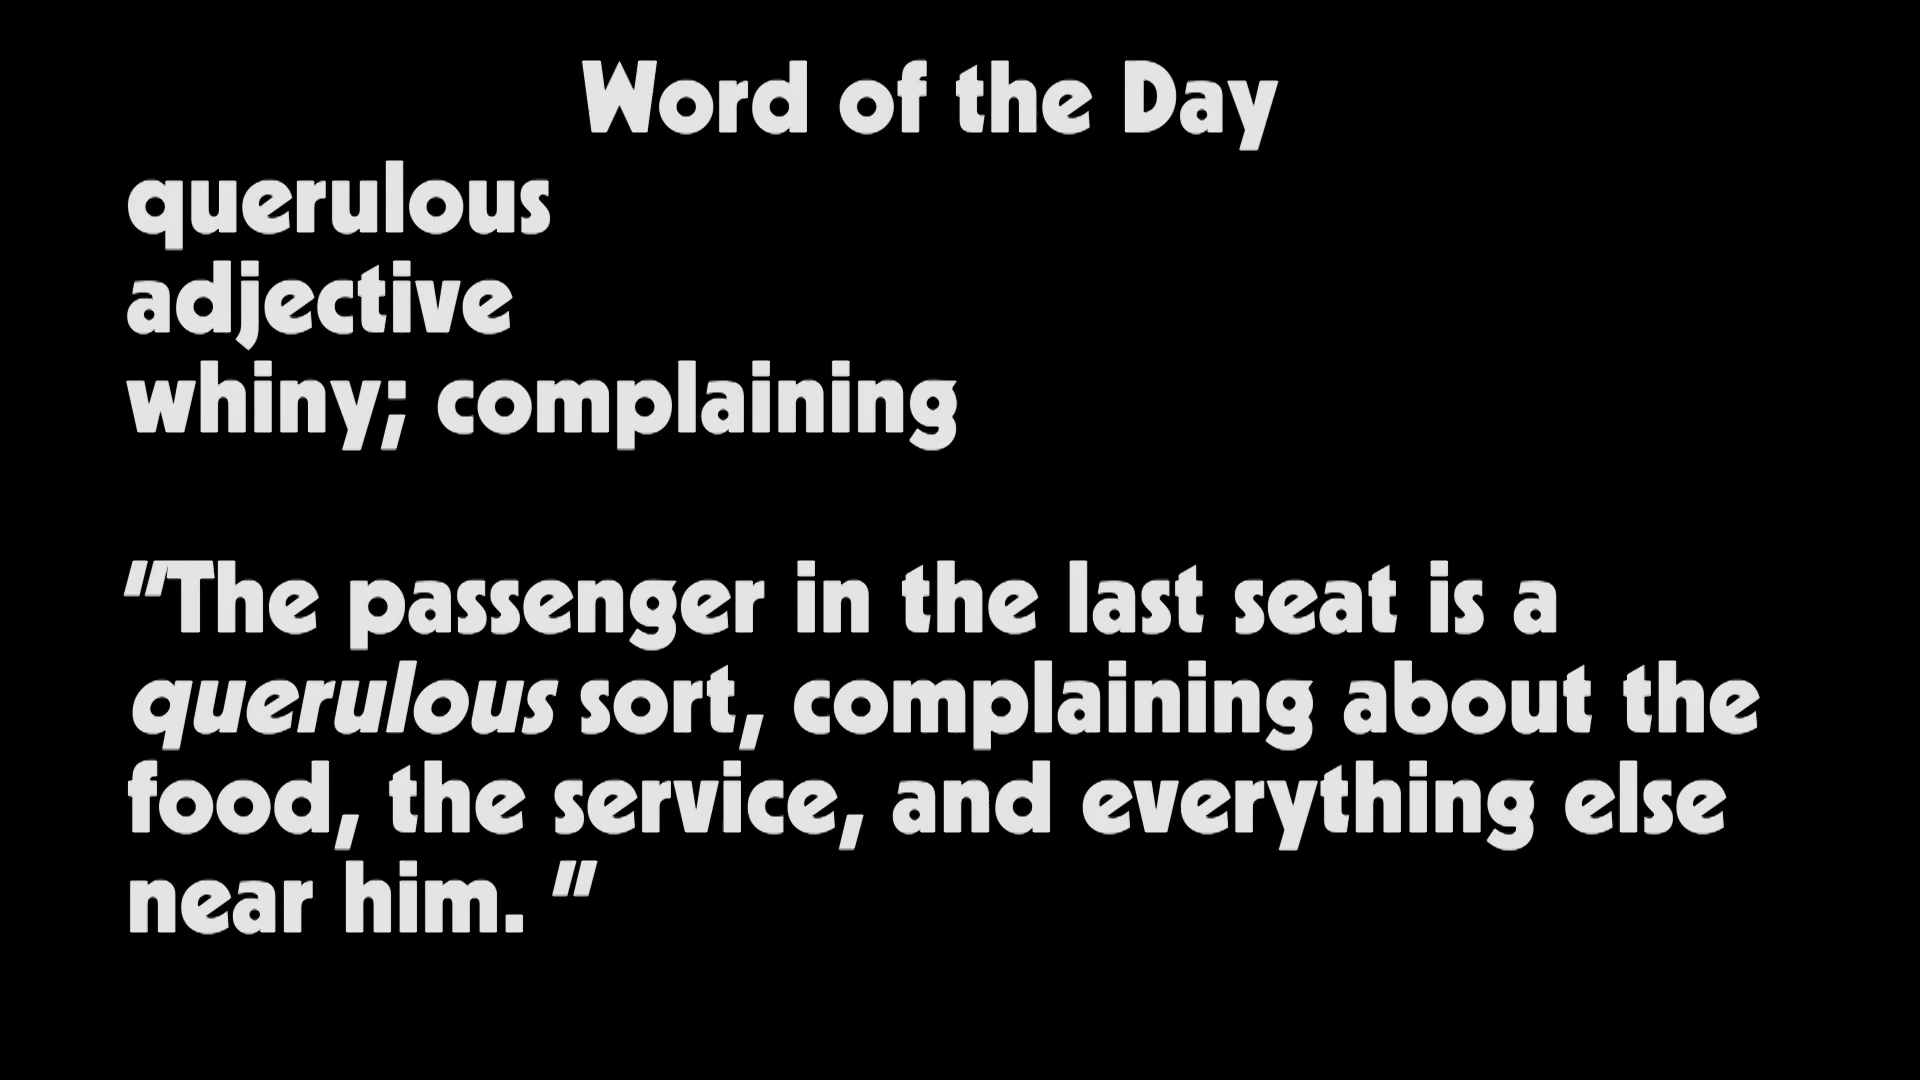 Word of the Day
querulous
adjective
whiny; complaining
"The passenger in the last seat is a
querulous sort, complaining about the
food, the service, and everything else
near him. "